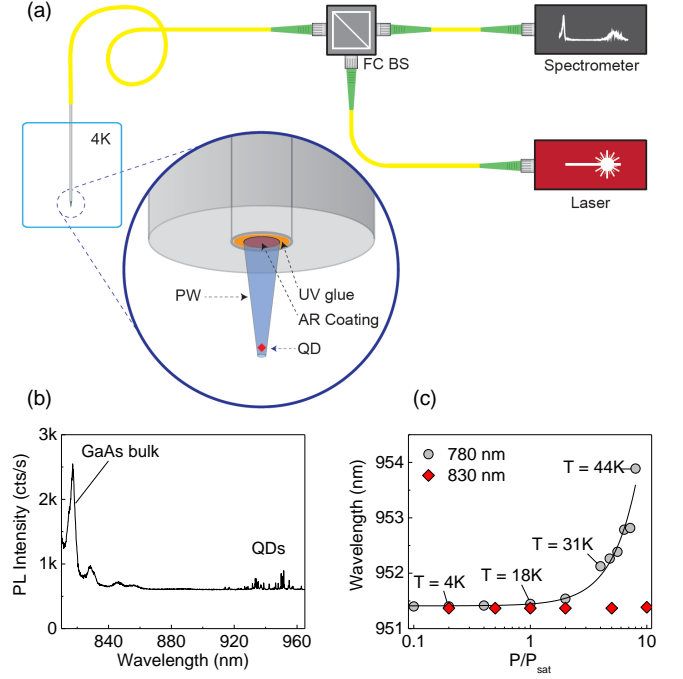 (a)
FC BS
Spectrometer
4K
Laser
PW
UV glue
AR Coating
QD
(b)
3k
GaAs bulk
2k
QDs
1k
0
840
880
920
960
PL Intensity (cts/s)
Wavelength (nm)
(c)
780 nm
830 nm
954
T = 44K
953
T = 31K
952
T = 4K
T = 18K
951
0.1
1
10
Wavelength (nm)
P/Psat